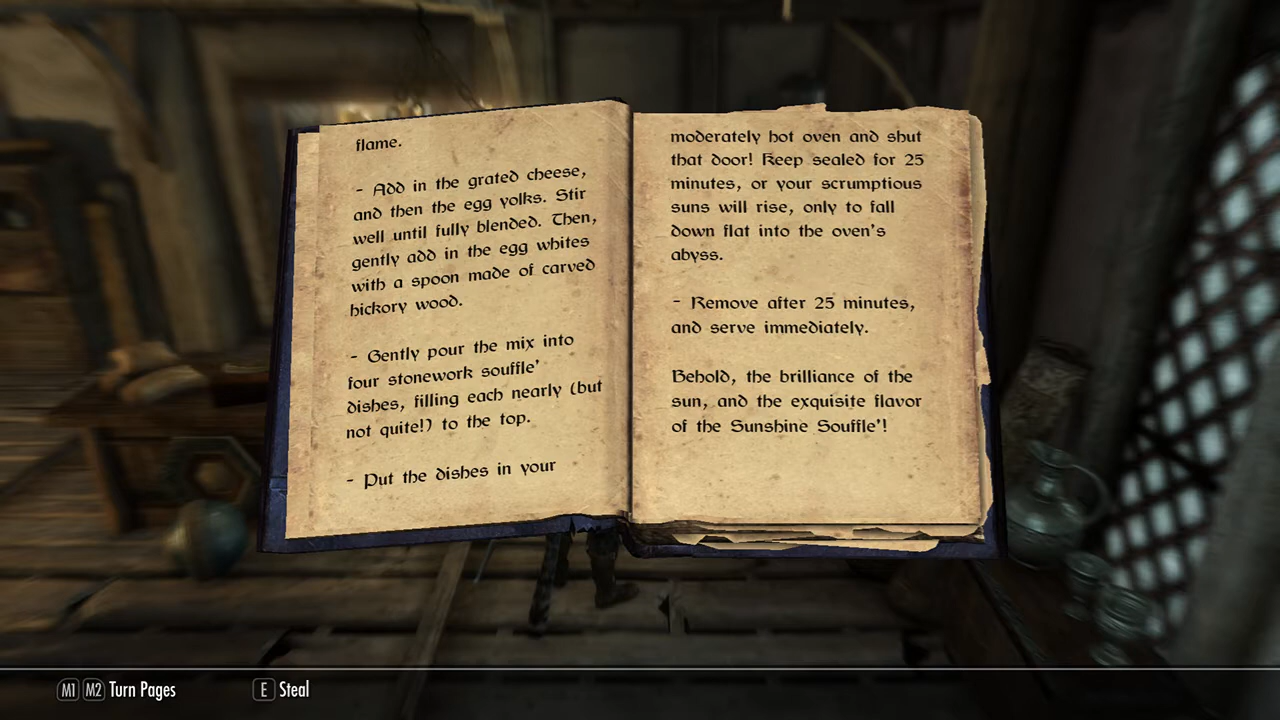 flame.
- Add in the grated cheese,
and then the egg yolks. Stir
well until fully blended. Then,
gently add in the egg whites
with a spoon made of carved
hickory wood.
- Gently pour the mix into
four stonework souffle'
dishes, filling each nearly (but
not quite!) to the top.
- Put the dishes in your
moderately hot oven and shut
that door! Keep sealed for 25
minutes, or your scrumptious
suns will rise, only to fall
down flat into the oven's
abyss.
- Remove after 25 minutes,
and serve immediately.
Behold, the brilliance of the
sun, and the exquisite flavor
of the Sunshine Souffle'!
M1 M2 Turn Pages
E Steal